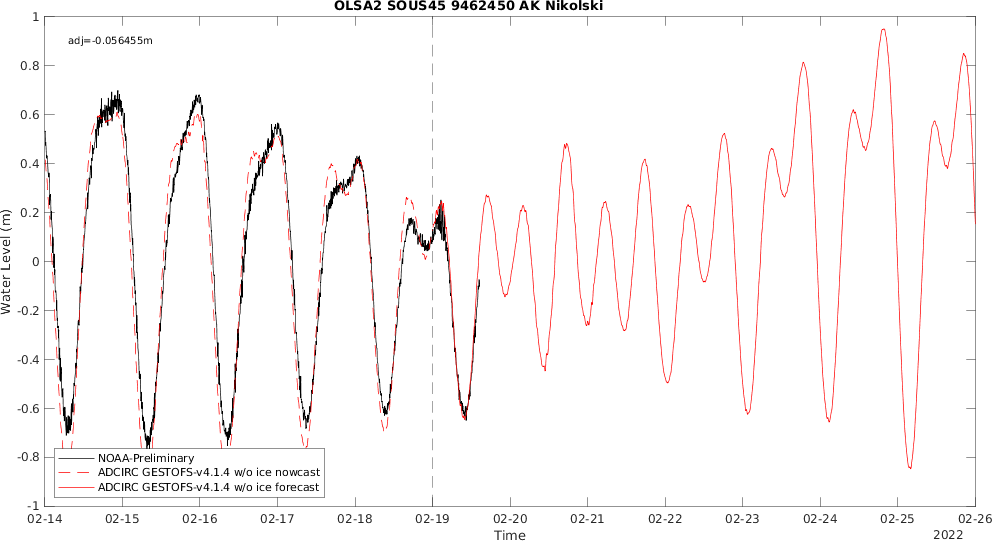 OLSA2 SOUS45 9462450 AK Nikolski
adj=-0.056455m
Water Level (m)
1
0.8
0.6
0.4
0.2
0
-0.2
-0.4
-0.6
-0.8
-1
NOAA-Preliminary
ADCIRC GESTOFS-v4.1.4 w/o ice nowcast
ADCIRC GESTOFS-v4.1.4 w/o ice forecast
02-14 02-15 02-16 02-17 02-18 02-19 02-20 02-21 02-22 02-23 02-24 02-25 02-26
Time
2022